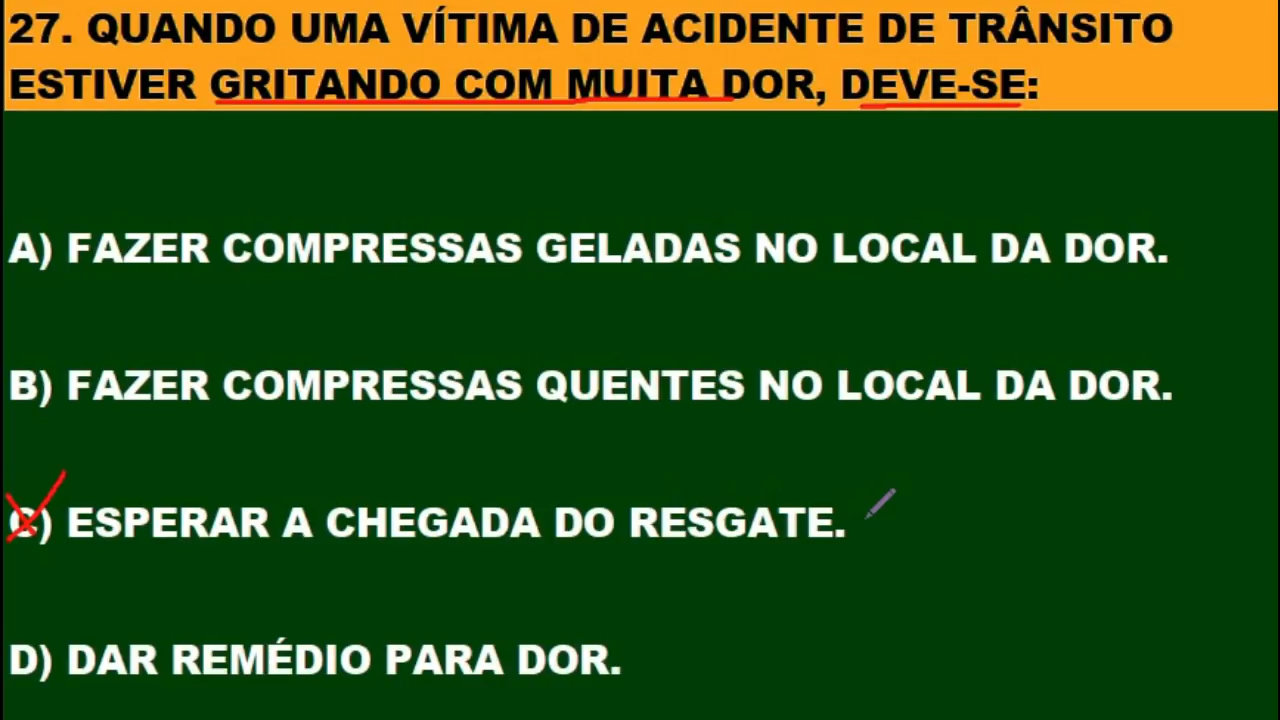 27. QUANDO UMA VÍTIMA DE ACIDENTE DE TRÂNSITO
ESTIVER GRITANDO COM MUITA DOR, DEVE-SE:
A) FAZER COMPRESSAS GELADAS NO LOCAL DA DOR.
B) FAZER COMPRESSAS QUENTES NO LOCAL DA DOR.
C) ESPERAR A CHEGADA DO RESGATE.
D) DAR REMÉDIO PARA DOR.